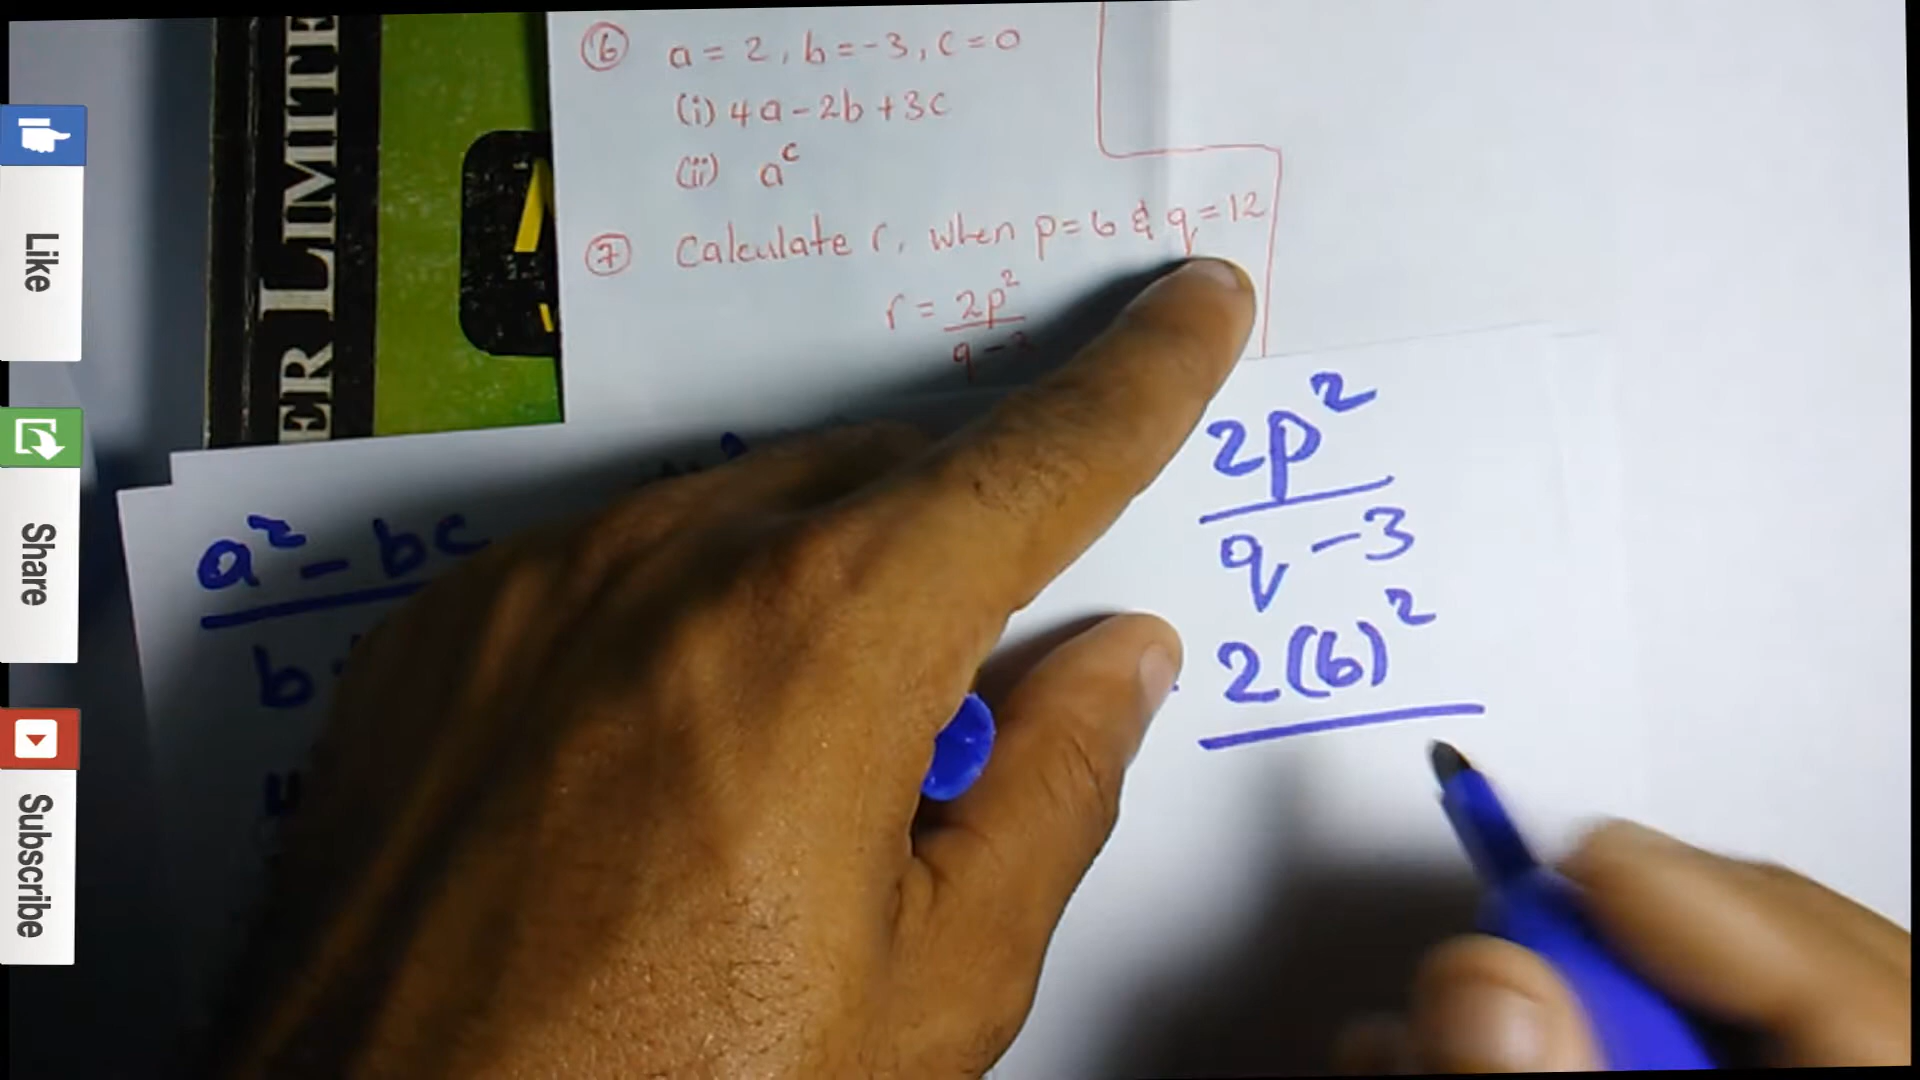 ER LIMITE
⑥ a = 2, b = -3, c = 0
(i) 4a - 2b + 3c
(ii) a^c
⑦ Calculate r, when p = 6 & q = 12
r = 2p²
q -
a² - bc
b
2p²
q - 3
2(6)²
Like
Share
Subscribe